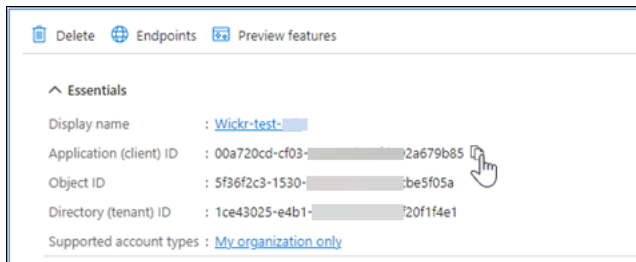 Delete Endpoints Preview features
Essentials
Display name : Wickr-test-
Application (client) ID : 00a720cd-cf03- 02a679b85
Object ID : 5f36f2c3-1530- be5f05a
Directory (tenant) ID : 1ce43025-e4b1- f20f1f4e1
Supported account types : My organization only